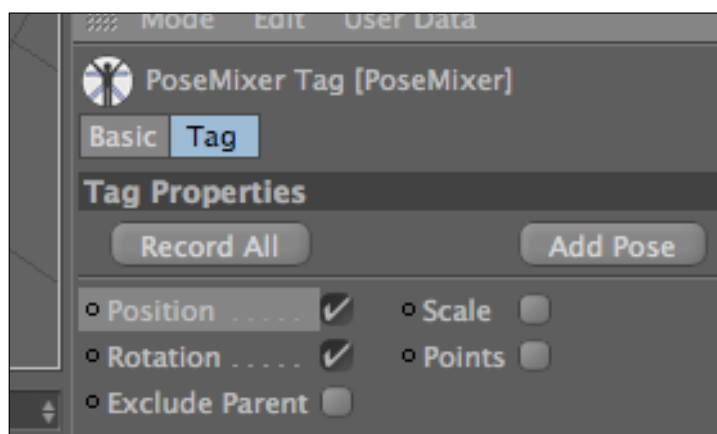 Mode Edit User Data
PoseMixer Tag [PoseMixer]
Basic Tag
Tag Properties
Record All Add Pose
Position ..... Scale
Rotation ..... Points
Exclude Parent